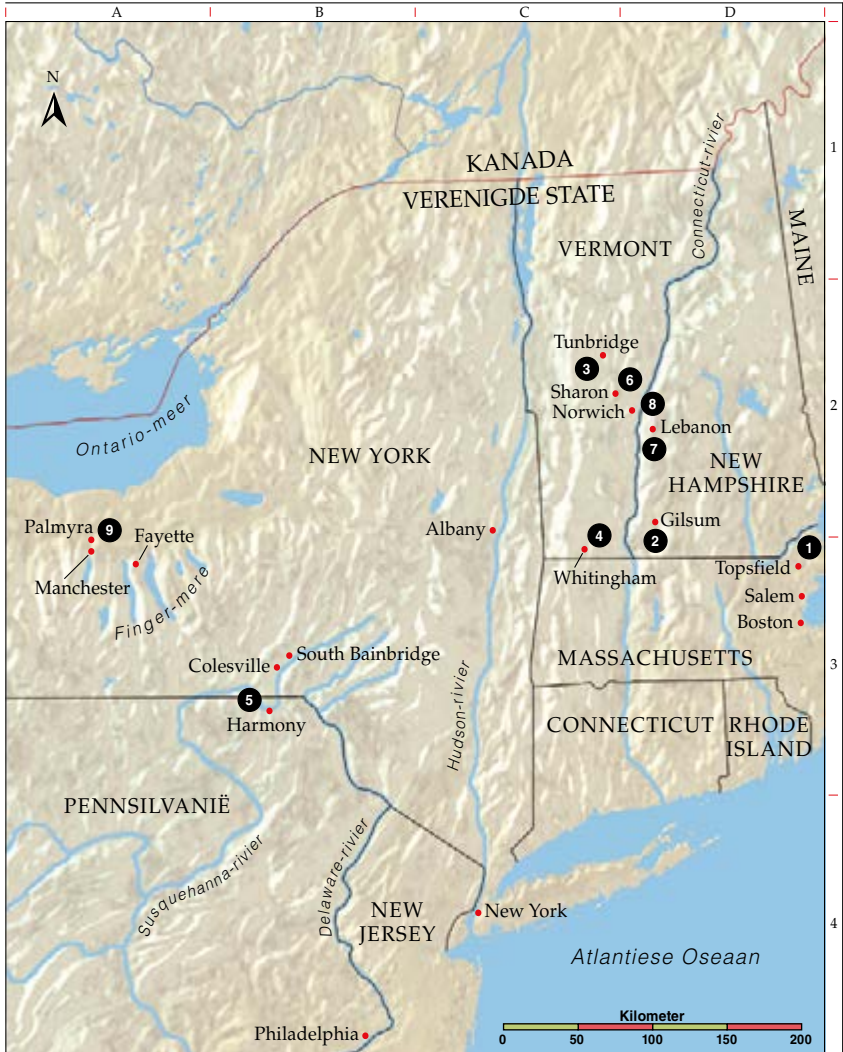 A B C D
N
1
KANADA
VERENIGDE STATE
Connecticut-rivier
MAINE
VERMONT
Tunbridge
3
6
Sharon
8
Norwich
2
Ontario-meer
Lebanon
7
NEW YORK
NEW
HAMPSHIRE
Palmyra
9
Fayette
Albany
4
Gilsum
2
1
Manchester
Whitingham
Topsfield
Finger-mere
Salem
Boston
South Bainbridge
Colesville
MASSACHUSETTS
3
5
Harmony
Hudson-rivier
CONNECTICUT
RHODE
ISLAND
PENNSILVANIË
Susquehanna-rivier
Delaware-rivier
NEW
JERSEY
New York
4
Atlantiese Oseaan
Kilometer
0 50 100 150 200
Philadelphia